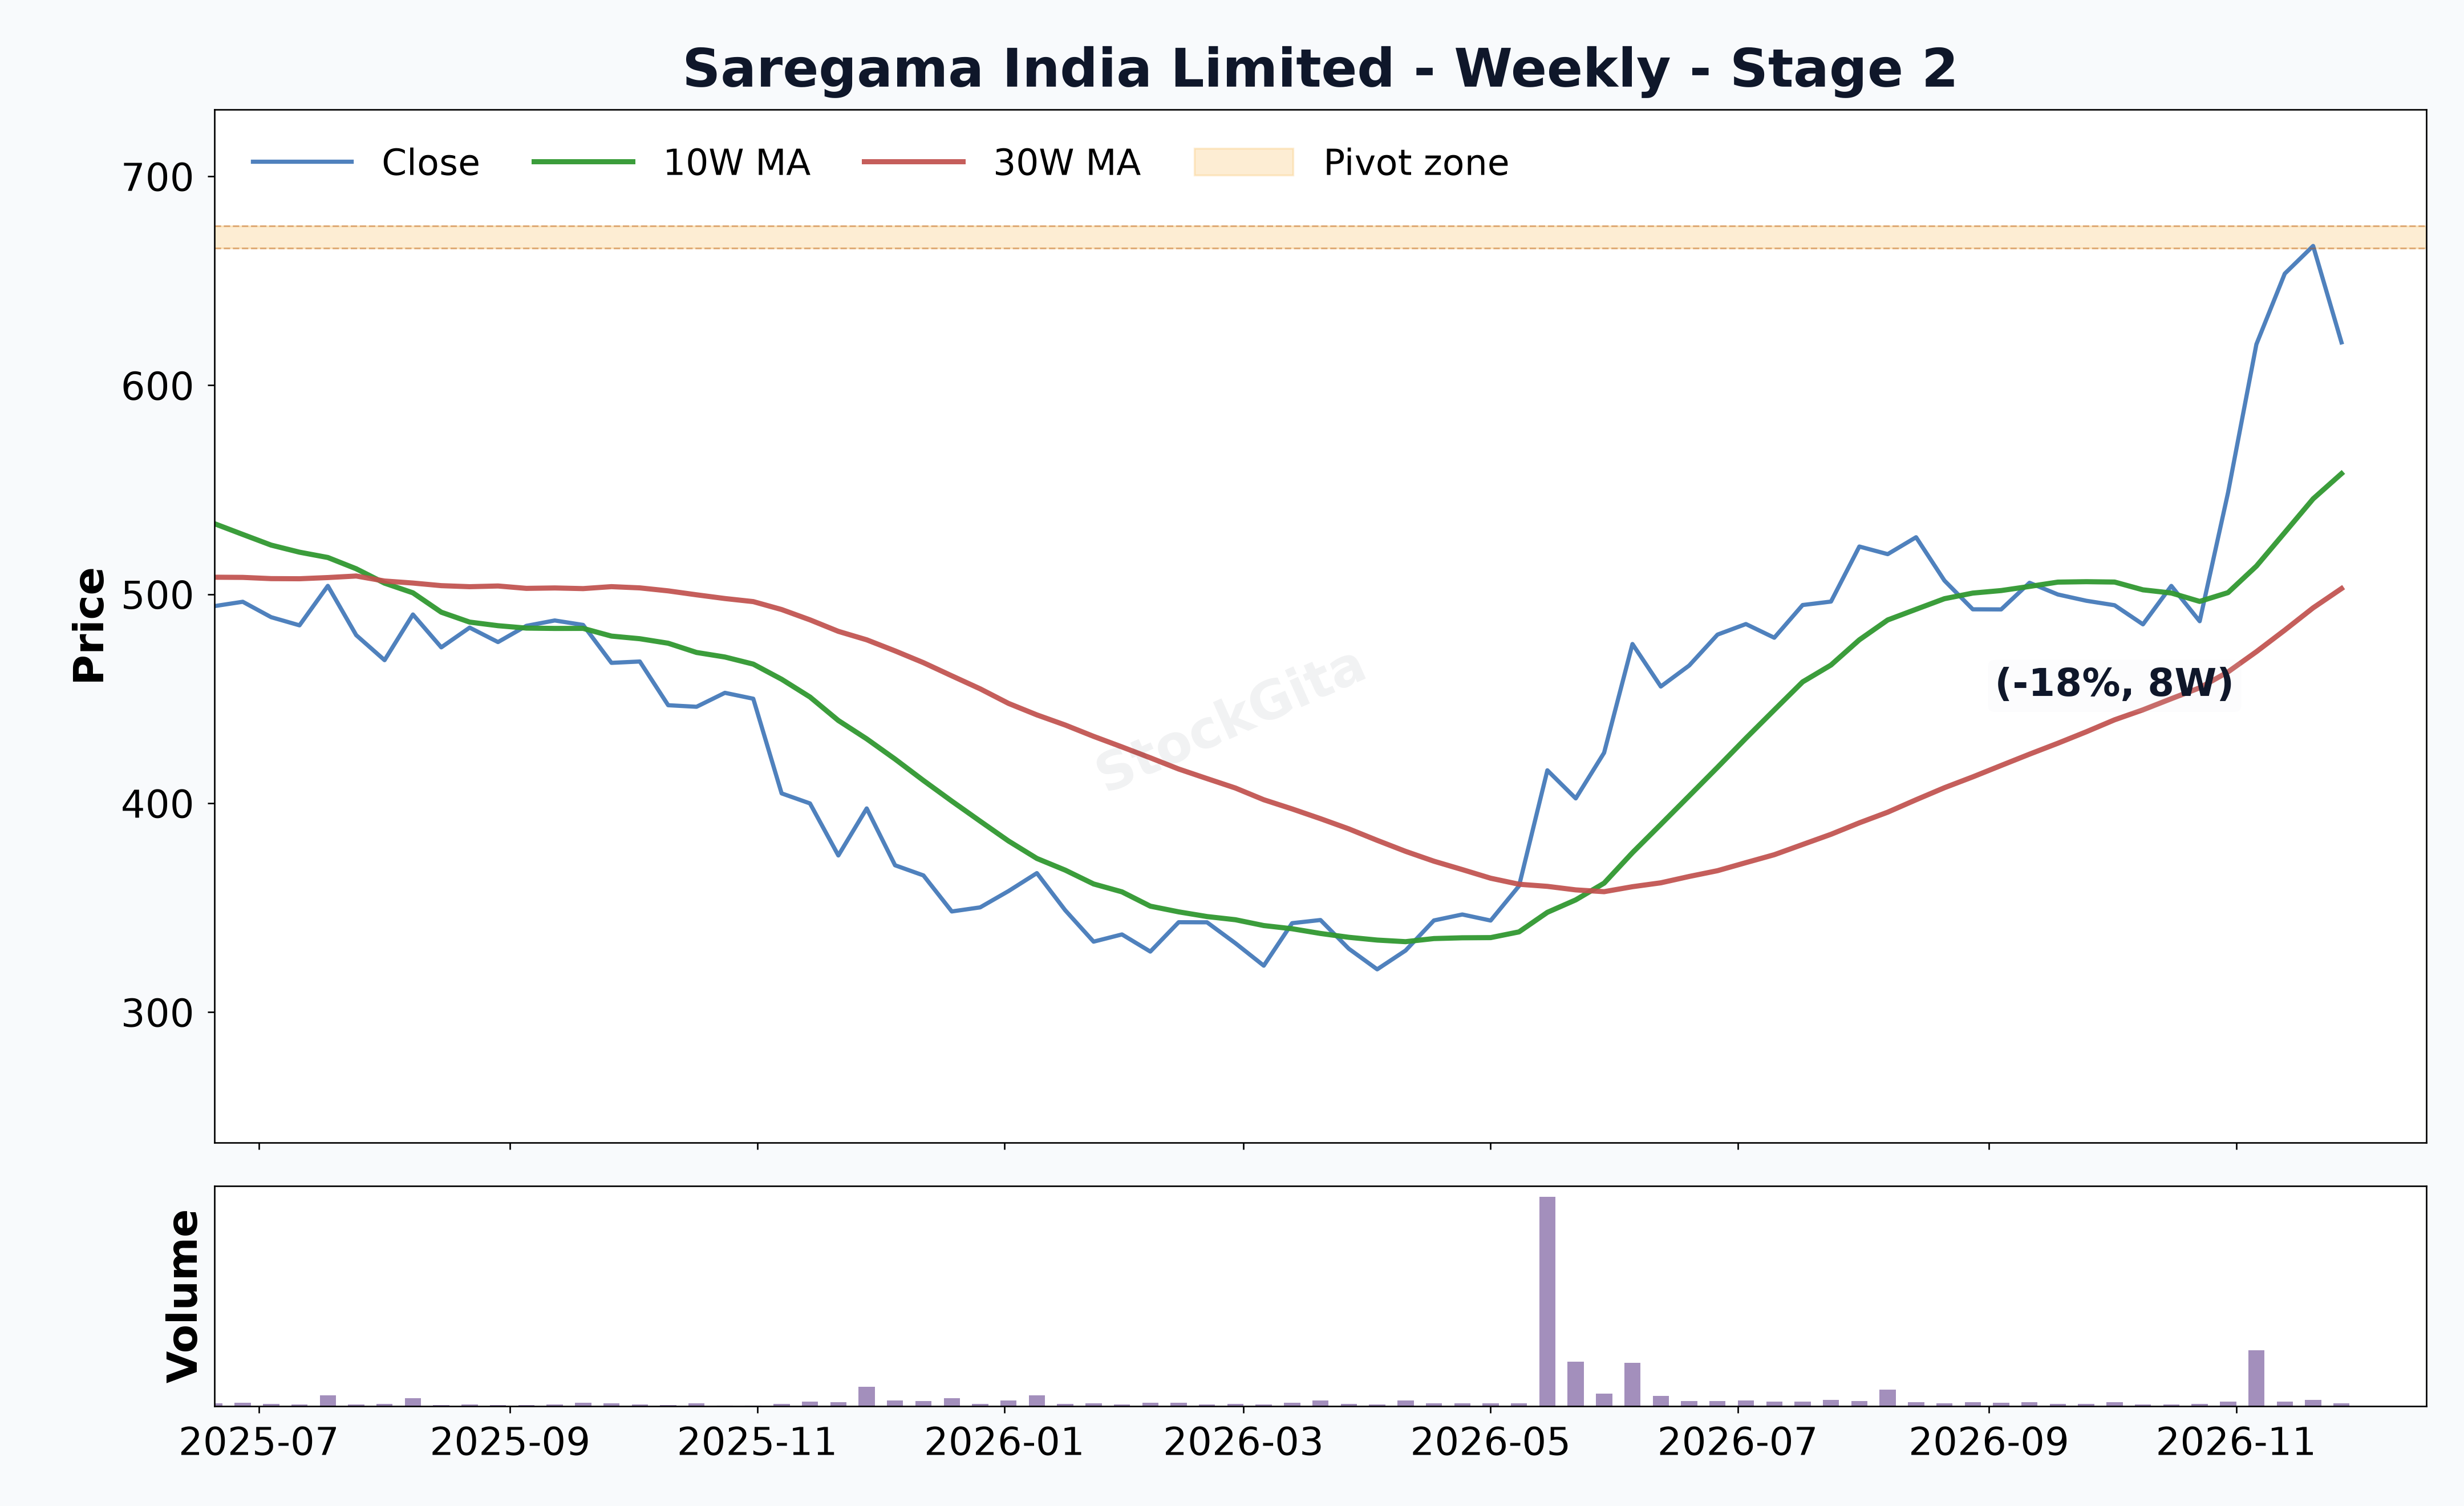 Saregama India Limited - Weekly - Stage 2
Close 10W MA 30W MA Pivot zone
700
600
500
400
300
Price
(-18%, 8W)
StockGita
Volume
2025-07 2025-09 2025-11 2026-01 2026-03 2026-05 2026-07 2026-09 2026-11